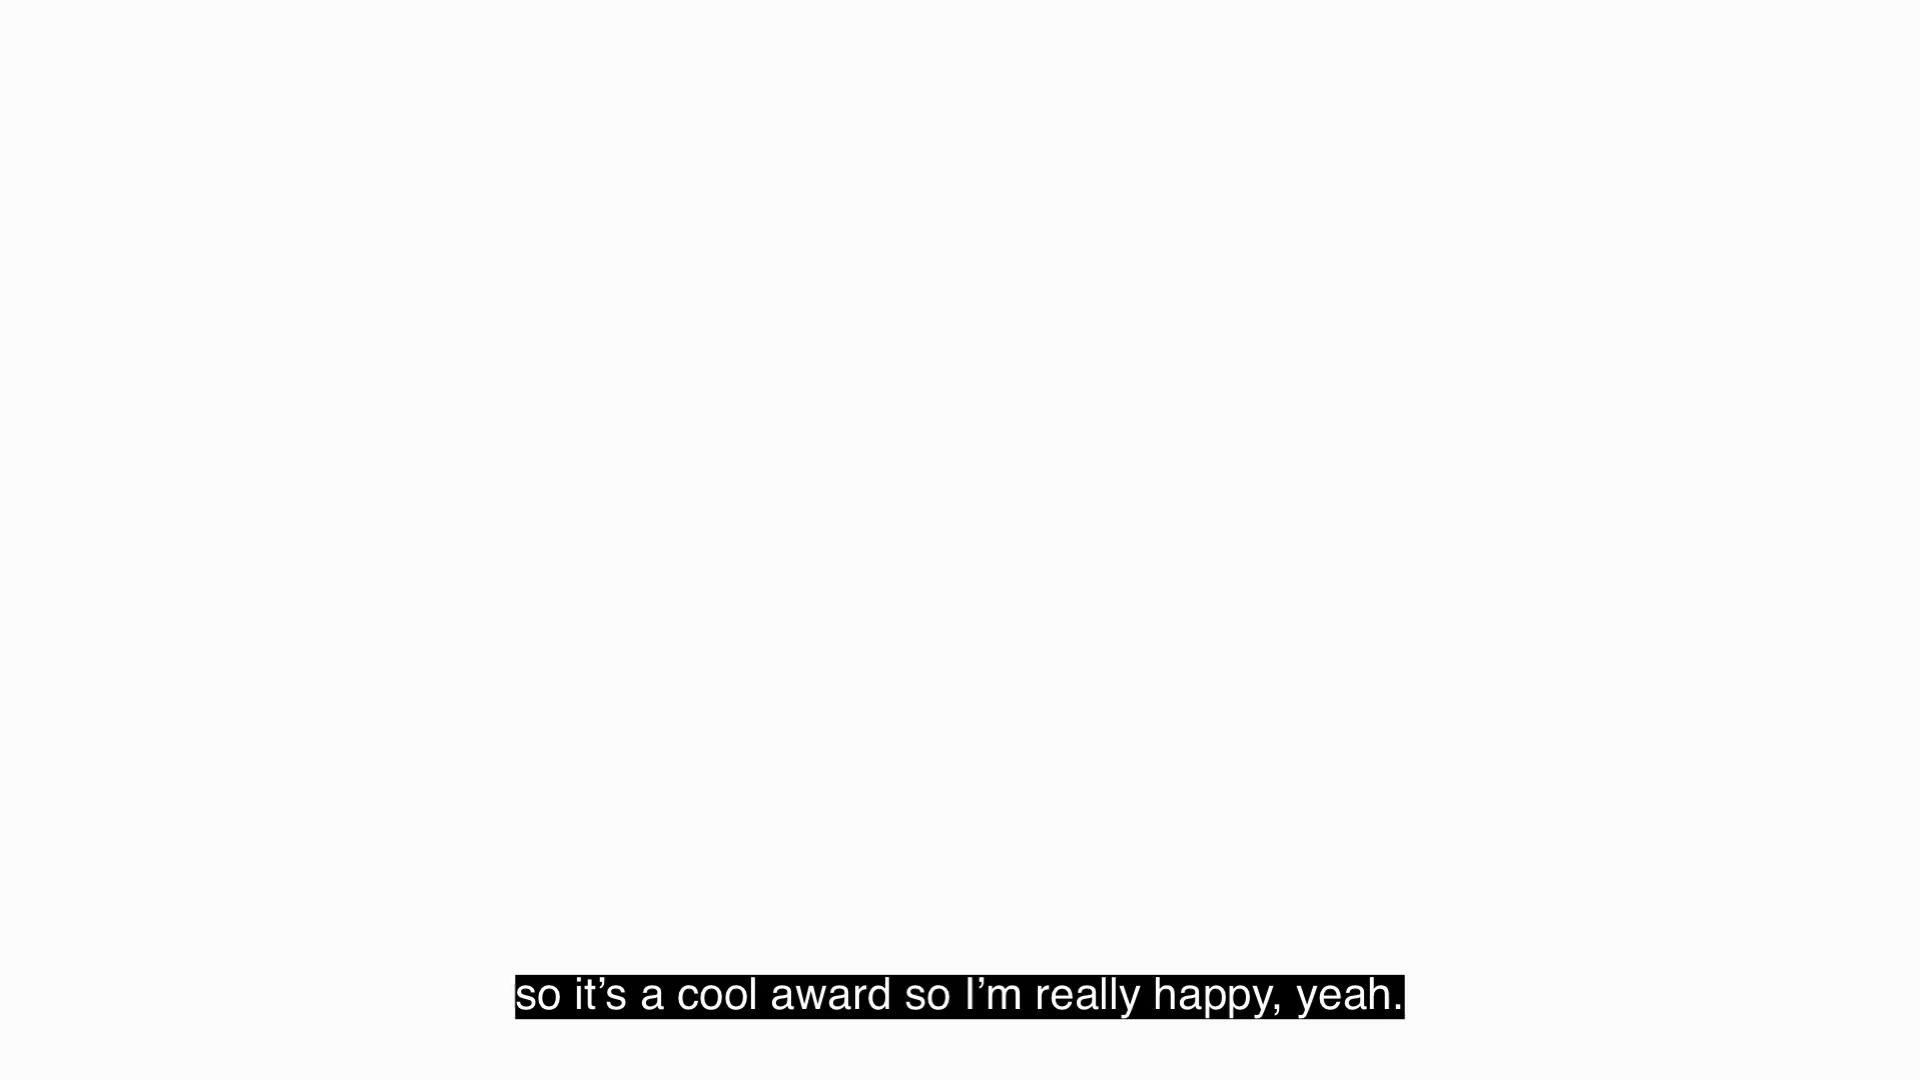 so it’s a cool award so I’m really happy, yeah.